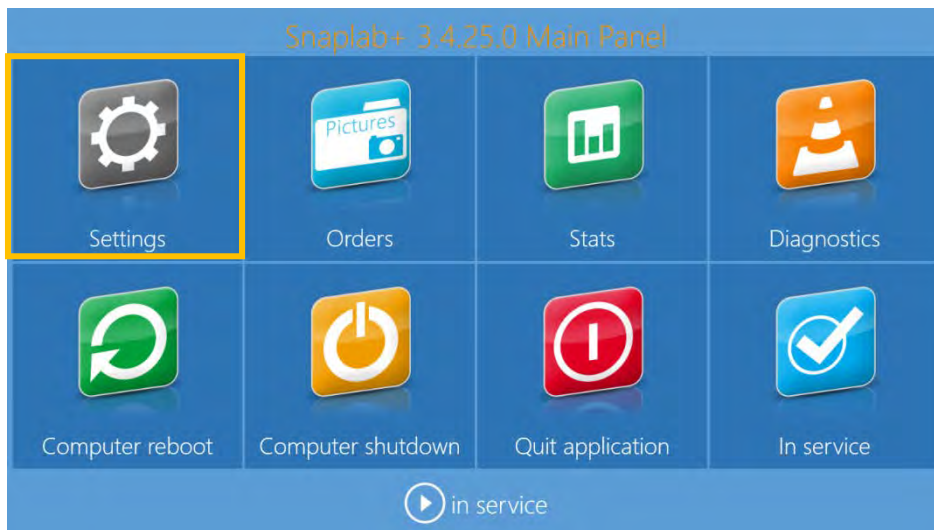 Snaplab+ 3.4.25.0 Main Panel
Pictures
Settings
Orders
Stats
Diagnostics
Computer reboot
Computer shutdown
Quit application
In service
in service